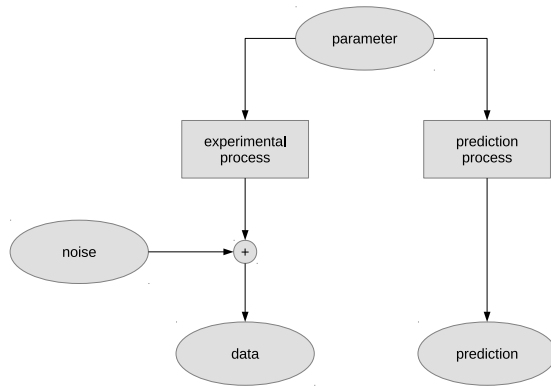 parameter
experimental
process
prediction
process
noise
+
data
prediction